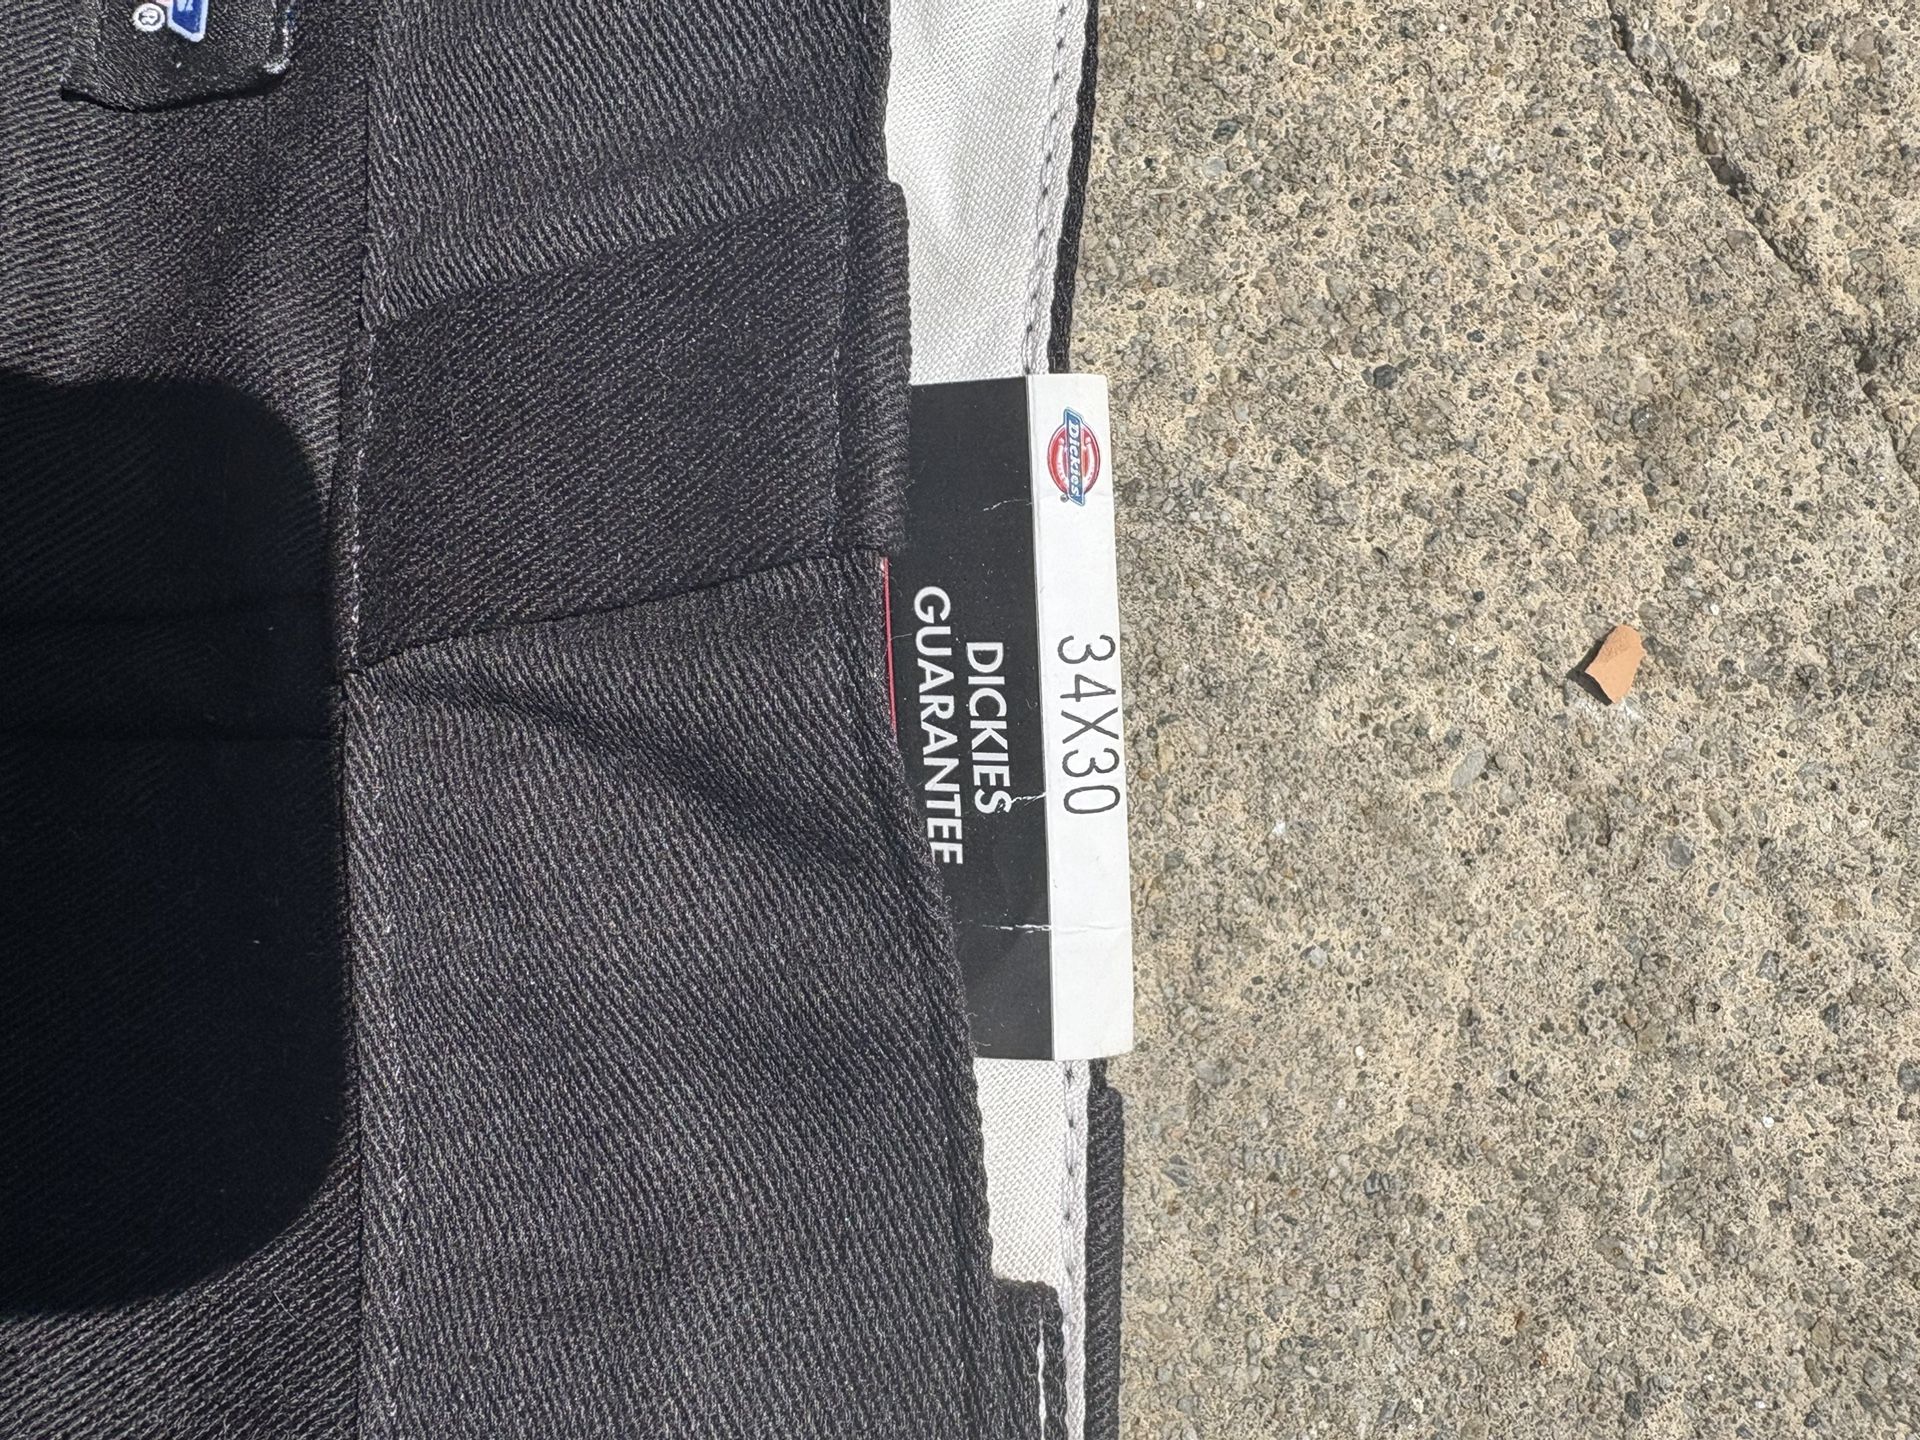 Dickies
34X30
DICKIES
GUARANTEE
®